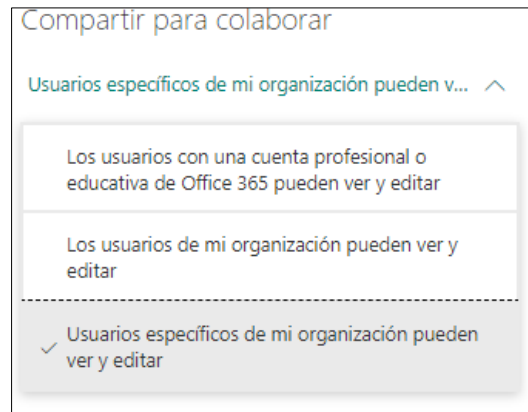 Compartir para colaborar
Usuarios específicos de mi organización pueden v...
Los usuarios con una cuenta profesional o
educativa de Office 365 pueden ver y editar
Los usuarios de mi organización pueden ver y
editar
Usuarios específicos de mi organización pueden
ver y editar